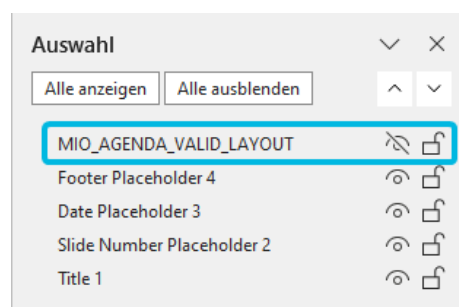 Auswahl
Alle anzeigen Alle ausblenden
MIO_AGENDA_VALID_LAYOUT
Footer Placeholder 4
Date Placeholder 3
Slide Number Placeholder 2
Title 1